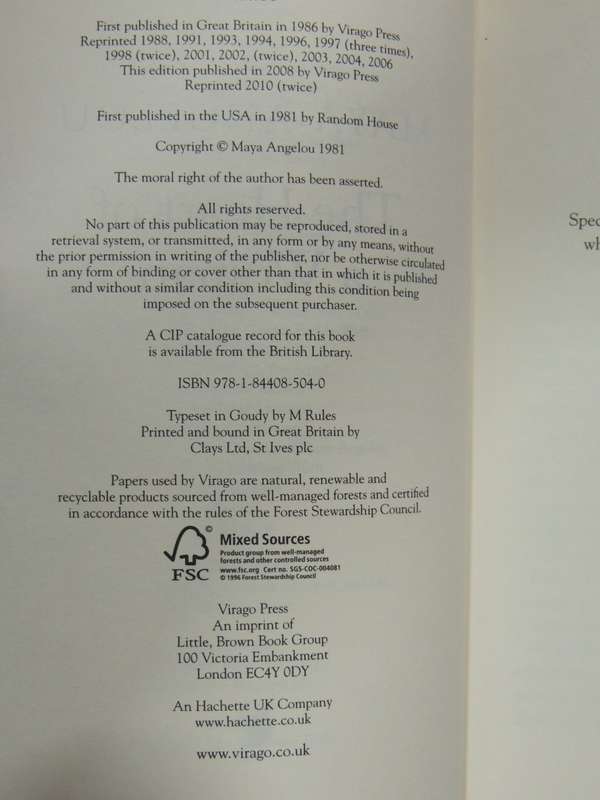 First published in Great Britain in 1986 by Virago Press
Reprinted 1988, 1991, 1993, 1994, 1996, 1997 (three times),
1998 (twice), 2001, 2002, (twice), 2003, 2004, 2006
This edition published in 2008 by Virago Press
Reprinted 2010 (twice)
First published in the USA in 1981 by Random House
Copyright © Maya Angelou 1981
The moral right of the author has been asserted.
All rights reserved.
No part of this publication may be reproduced, stored in a
retrieval system, or transmitted, in any form or by any means, without
the prior permission in writing of the publisher, nor be otherwise circulated
in any form of binding or cover other than that in which it is published
and without a similar condition including this condition being
imposed on the subsequent purchaser.
A CIP catalogue record for this book
is available from the British Library.
ISBN 978-1-84408-504-0
Typeset in Goudy by M Rules
Printed and bound in Great Britain by
Clays Ltd, St Ives plc
Papers used by Virago are natural, renewable and
recyclable products sourced from well-managed forests and certified
in accordance with the rules of the Forest Stewardship Council.
©
FSC
Mixed Sources
Product group from well-managed
forests and other controlled sources
www.fsc.org Cert no. SGS-COC-004081
© 1996 Forest Stewardship Council
Virago Press
An imprint of
Little, Brown Book Group
100 Victoria Embankment
London EC4Y 0DY
An Hachette UK Company
www.hachette.co.uk
www.virago.co.uk
Spec
wh